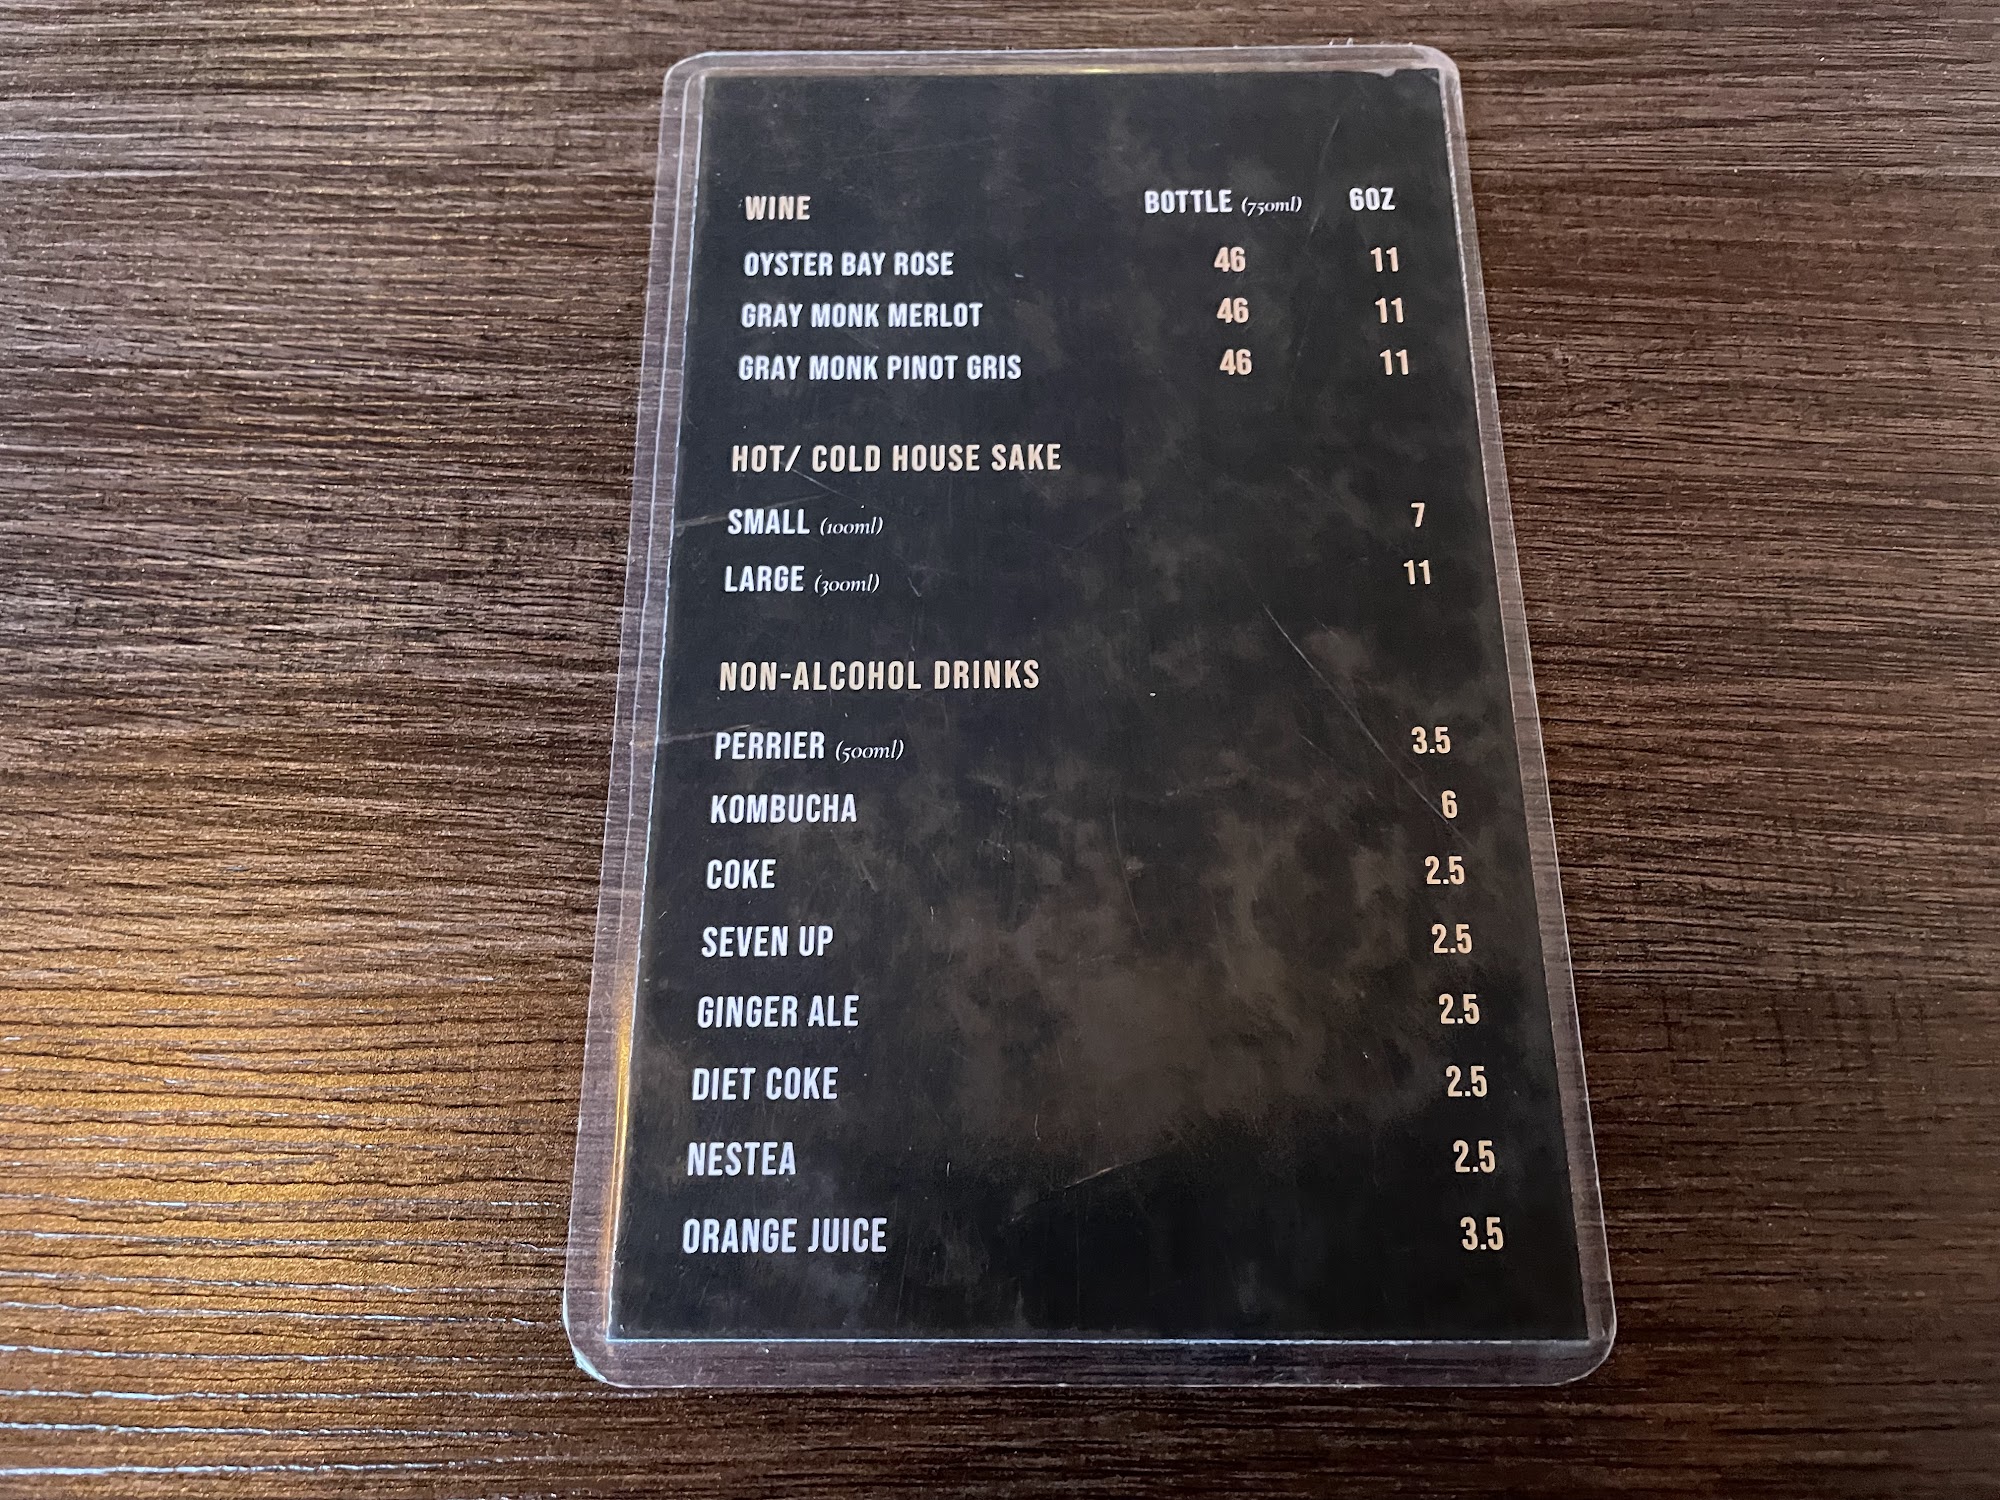 WINE BOTTLE (750ml) 6OZ
OYSTER BAY ROSE 46 11
GRAY MONK MERLOT 46 11
GRAY MONK PINOT GRIS 46 11
HOT/ COLD HOUSE SAKE
SMALL (100ml) 7
LARGE (300ml) 11
NON-ALCOHOL DRINKS
PERRIER (500ml) 3.5
KOMBUCHA 6
COKE 2.5
SEVEN UP 2.5
GINGER ALE 2.5
DIET COKE 2.5
NESTEA 2.5
ORANGE JUICE 3.5